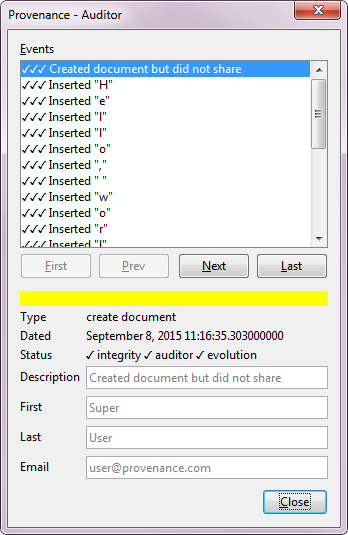 Provenance - Auditor
Events
✓✓✓ Created document but did not share
✓✓✓ Inserted "H"
✓✓✓ Inserted "e"
✓✓✓ Inserted "l"
✓✓✓ Inserted "l"
✓✓✓ Inserted "o"
✓✓✓ Inserted ","
✓✓✓ Inserted " "
✓✓✓ Inserted "w"
✓✓✓ Inserted "o"
✓✓✓ Inserted "r"
✓✓✓ Inserted "l"
First Prev Next Last
Type create document
Dated September 8, 2015 11:16:35.303000000
Status ✓ integrity ✓ auditor ✓ evolution
Description Created document but did not share
First Super
Last User
Email user@provenance.com
Close